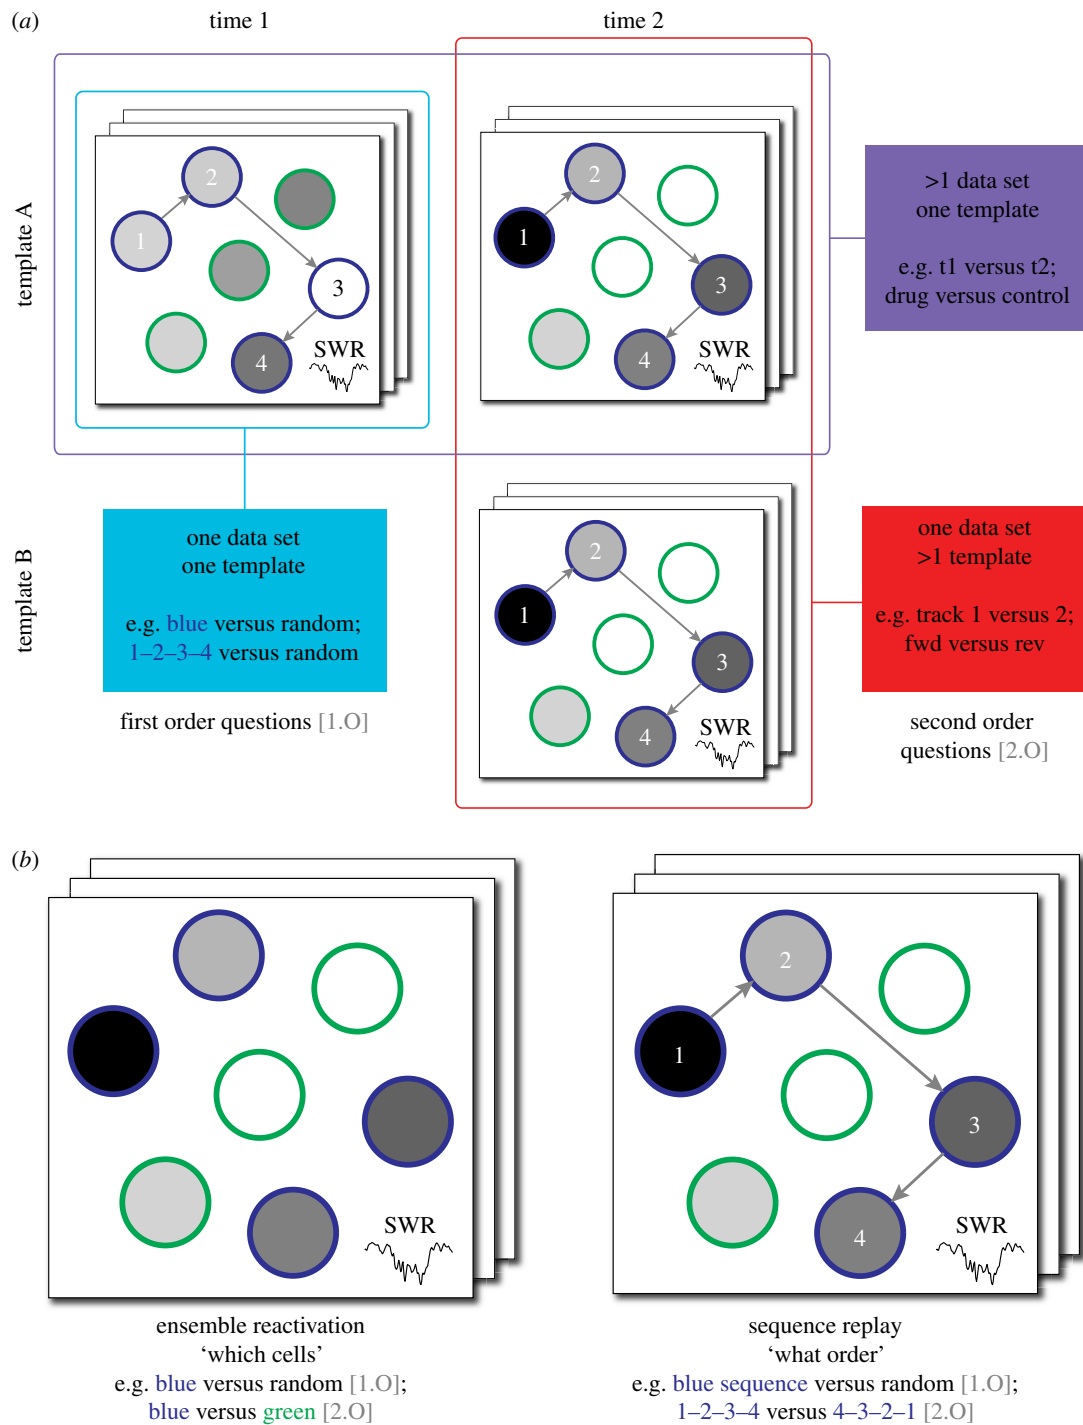 (a)
time 1
time 2
template A
1
2
3
4
SWR
1
2
3
4
SWR
>1 data set
one template
e.g. t1 versus t2;
drug versus control
template B
one data set
one template
e.g. blue versus random;
1–2–3–4 versus random
first order questions [1.O]
1
2
3
4
SWR
one data set
>1 template
e.g. track 1 versus 2;
fwd versus rev
second order
questions [2.O]
(b)
SWR
ensemble reactivation
‘which cells’
e.g. blue versus random [1.O];
blue versus green [2.O]
1
2
3
4
SWR
sequence replay
‘what order’
e.g. blue sequence versus random [1.O];
1–2–3–4 versus 4–3–2–1 [2.O]